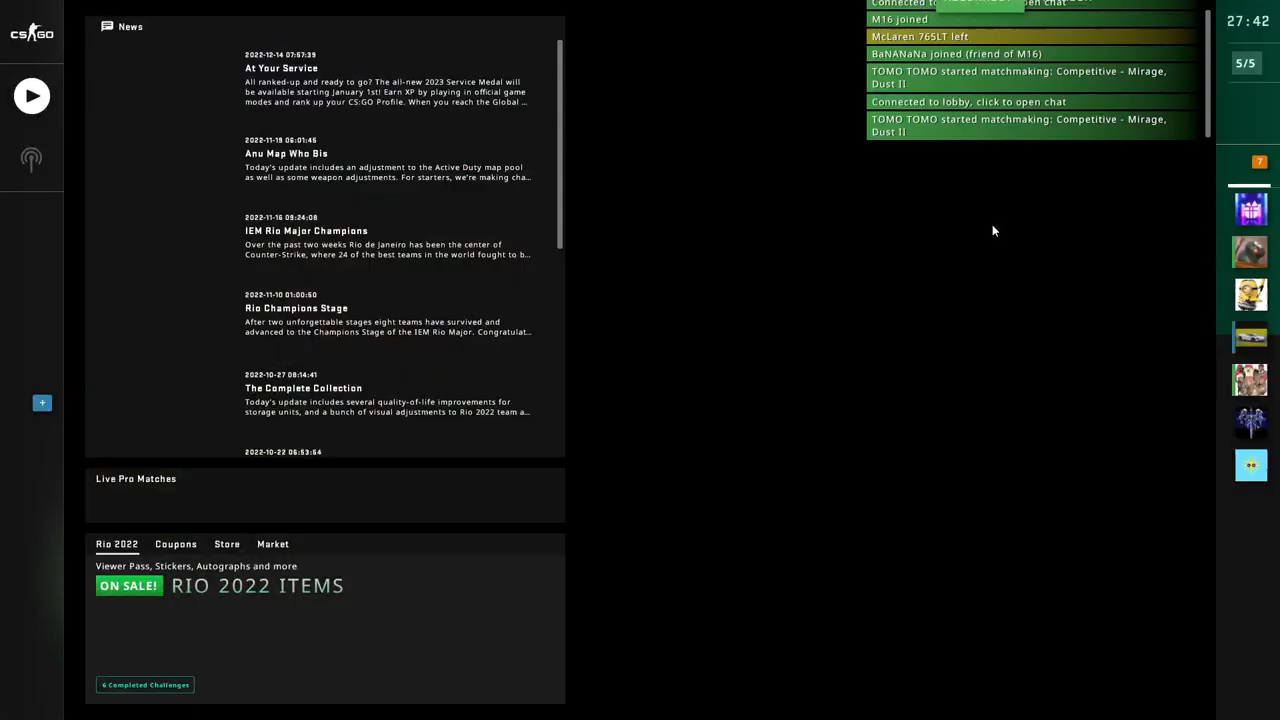 CS GO
News
2022-12-14 07:57:39
At Your Service
All ranked-up and ready to go? The all-new 2023 Service Medal will
be available starting January 1st! Earn XP by playing in official game
modes and rank up your CS:GO Profile. When you reach the Global ...
2022-11-19 06:01:45
Anu Map Who Bis
Today's update includes an adjustment to the Active Duty map pool
as well as some weapon adjustments. For starters, we're making cha...
2022-11-16 09:24:08
IEM Rio Major Champions
Over the past two weeks Rio de Janeiro has been the center of
Counter-Strike, where 24 of the best teams in the world fought to b...
2022-11-10 01:00:50
Rio Champions Stage
After two unforgettable stages eight teams have survived and
advanced to the Champions Stage of the IEM Rio Major. Congratulat...
2022-10-27 08:14:41
The Complete Collection
Today's update includes several quality-of-life improvements for
storage units, and a bunch of visual adjustments to Rio 2022 team a...
2022-10-22 06:53:54
Live Pro Matches
Rio 2022 Coupons Store Market
Viewer Pass, Stickers, Autographs and more
ON SALE! RIO 2022 ITEMS
6 Completed Challenges
+
Connected to open chat
M16 joined
McLaren 765LT left
BaNANaNa joined (friend of M16)
TOMO TOMO started matchmaking: Competitive - Mirage,
Dust II
Connected to lobby, click to open chat
TOMO TOMO started matchmaking: Competitive - Mirage,
Dust II
27:42
5/5
7